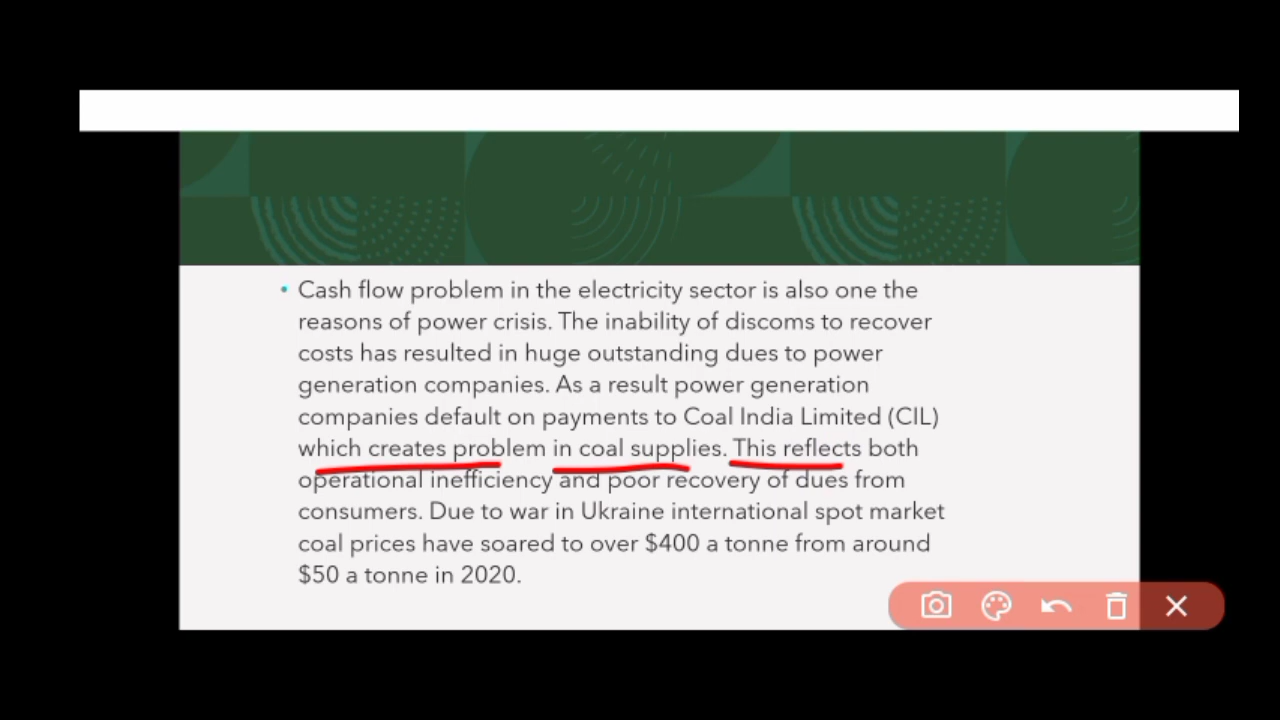 • Cash flow problem in the electricity sector is also one the
reasons of power crisis. The inability of discoms to recover
costs has resulted in huge outstanding dues to power
generation companies. As a result power generation
companies default on payments to Coal India Limited (CIL)
which creates problem in coal supplies. This reflects both
operational inefficiency and poor recovery of dues from
consumers. Due to war in Ukraine international spot market
coal prices have soared to over $400 a tonne from around
$50 a tonne in 2020.